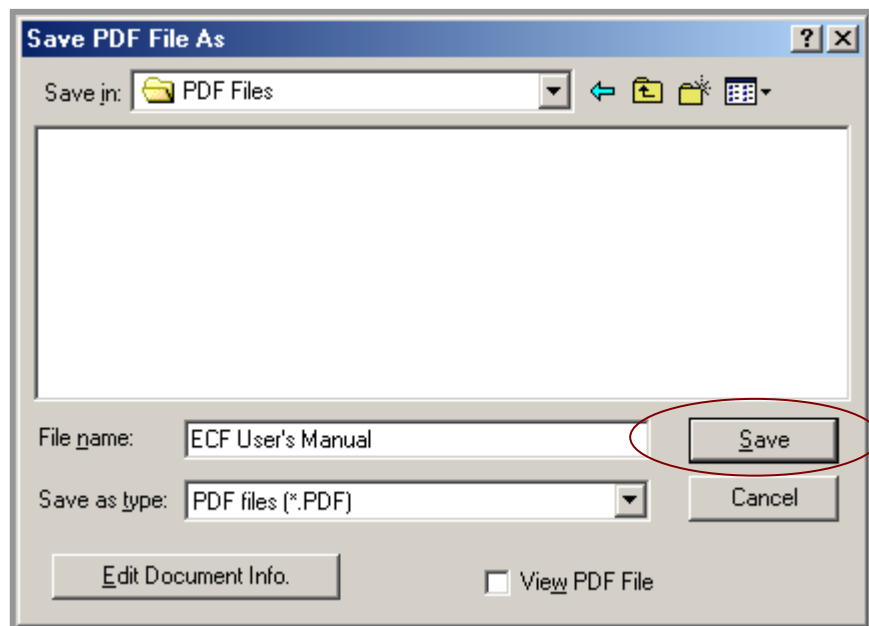 Save PDF File As
Save in: PDF Files
File name: ECF User's Manual Save
Save as type: PDF files (*.PDF) Cancel
Edit Document Info. View PDF File